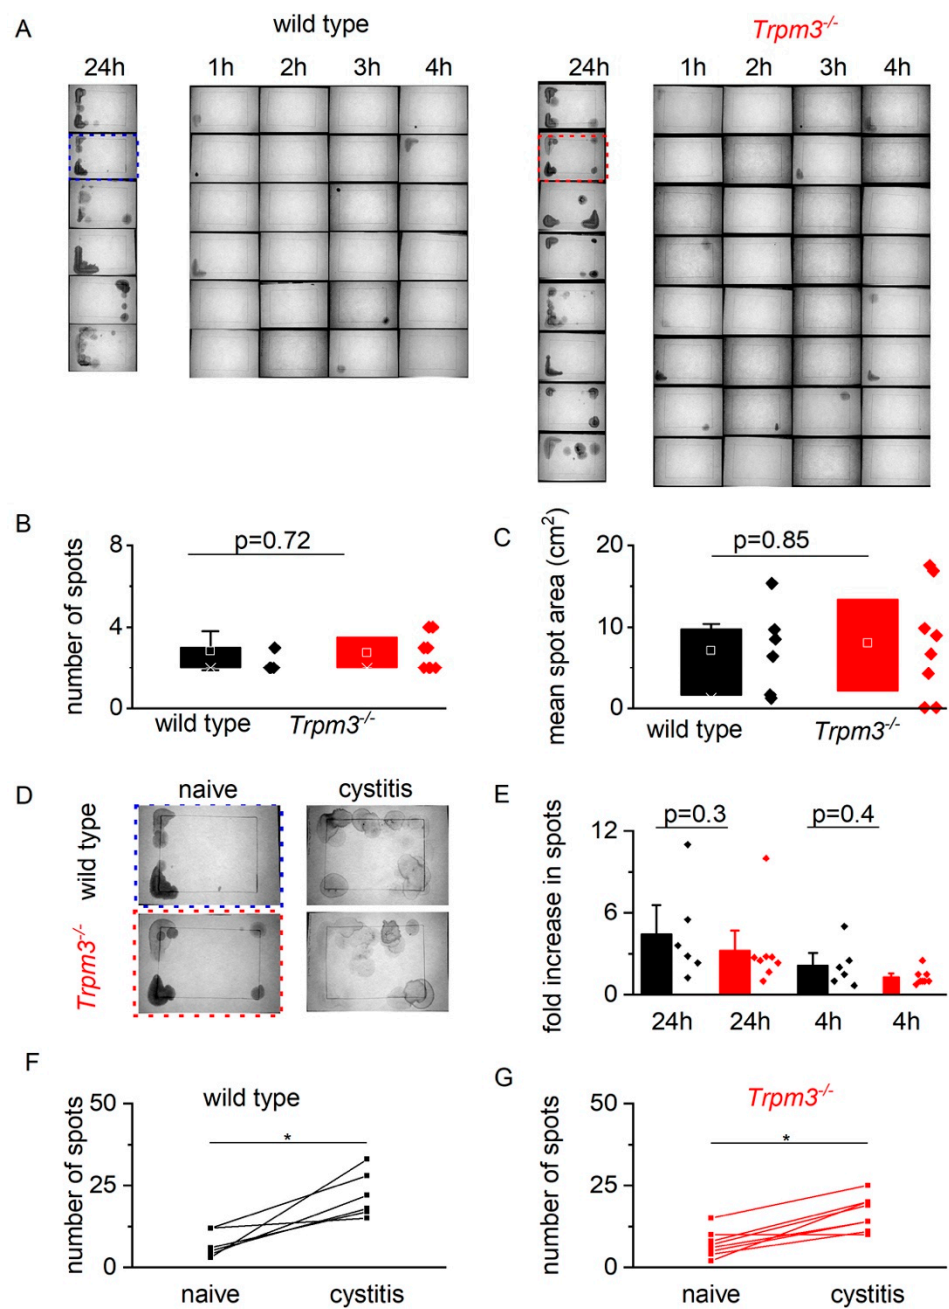 A
wild type
Trpm3-/-
24h
1h 2h 3h 4h
24h
1h 2h 3h 4h
B
number of spots
8
4
0
p=0.72
wild type
Trpm3-/-
C
mean spot area (cm²)
20
10
0
p=0.85
wild type
Trpm3-/-
D
naive
cystitis
wild type
Trpm3-/-
E
fold increase in spots
12
6
0
p=0.3
p=0.4
24h 24h 4h 4h
F
wild type
number of spots
50
25
0
*
naive
cystitis
G
Trpm3-/-
number of spots
50
25
0
*
naive
cystitis